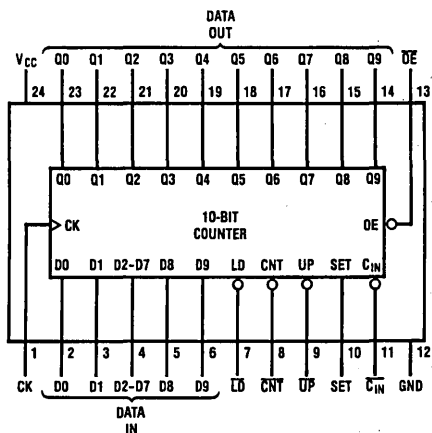 DATA
OUT
VCC Q0 Q1 Q2 Q3 Q4 Q5 Q6 Q7 Q8 Q9 OE
24 23 22 21 20 19 18 17 16 15 14 13
Q0 Q1 Q2 Q3 Q4 Q5 Q6 Q7 Q8 Q9
CK 10-BIT COUNTER OE
D0 D1 D2-D7 D8 D9 LD CNT UP SET CIN
1 2 3 4 5 6 7 8 9 10 11 12
CK D0 D1 D2-D7 D8 D9 LD CNT UP SET CIN GND
DATA
IN